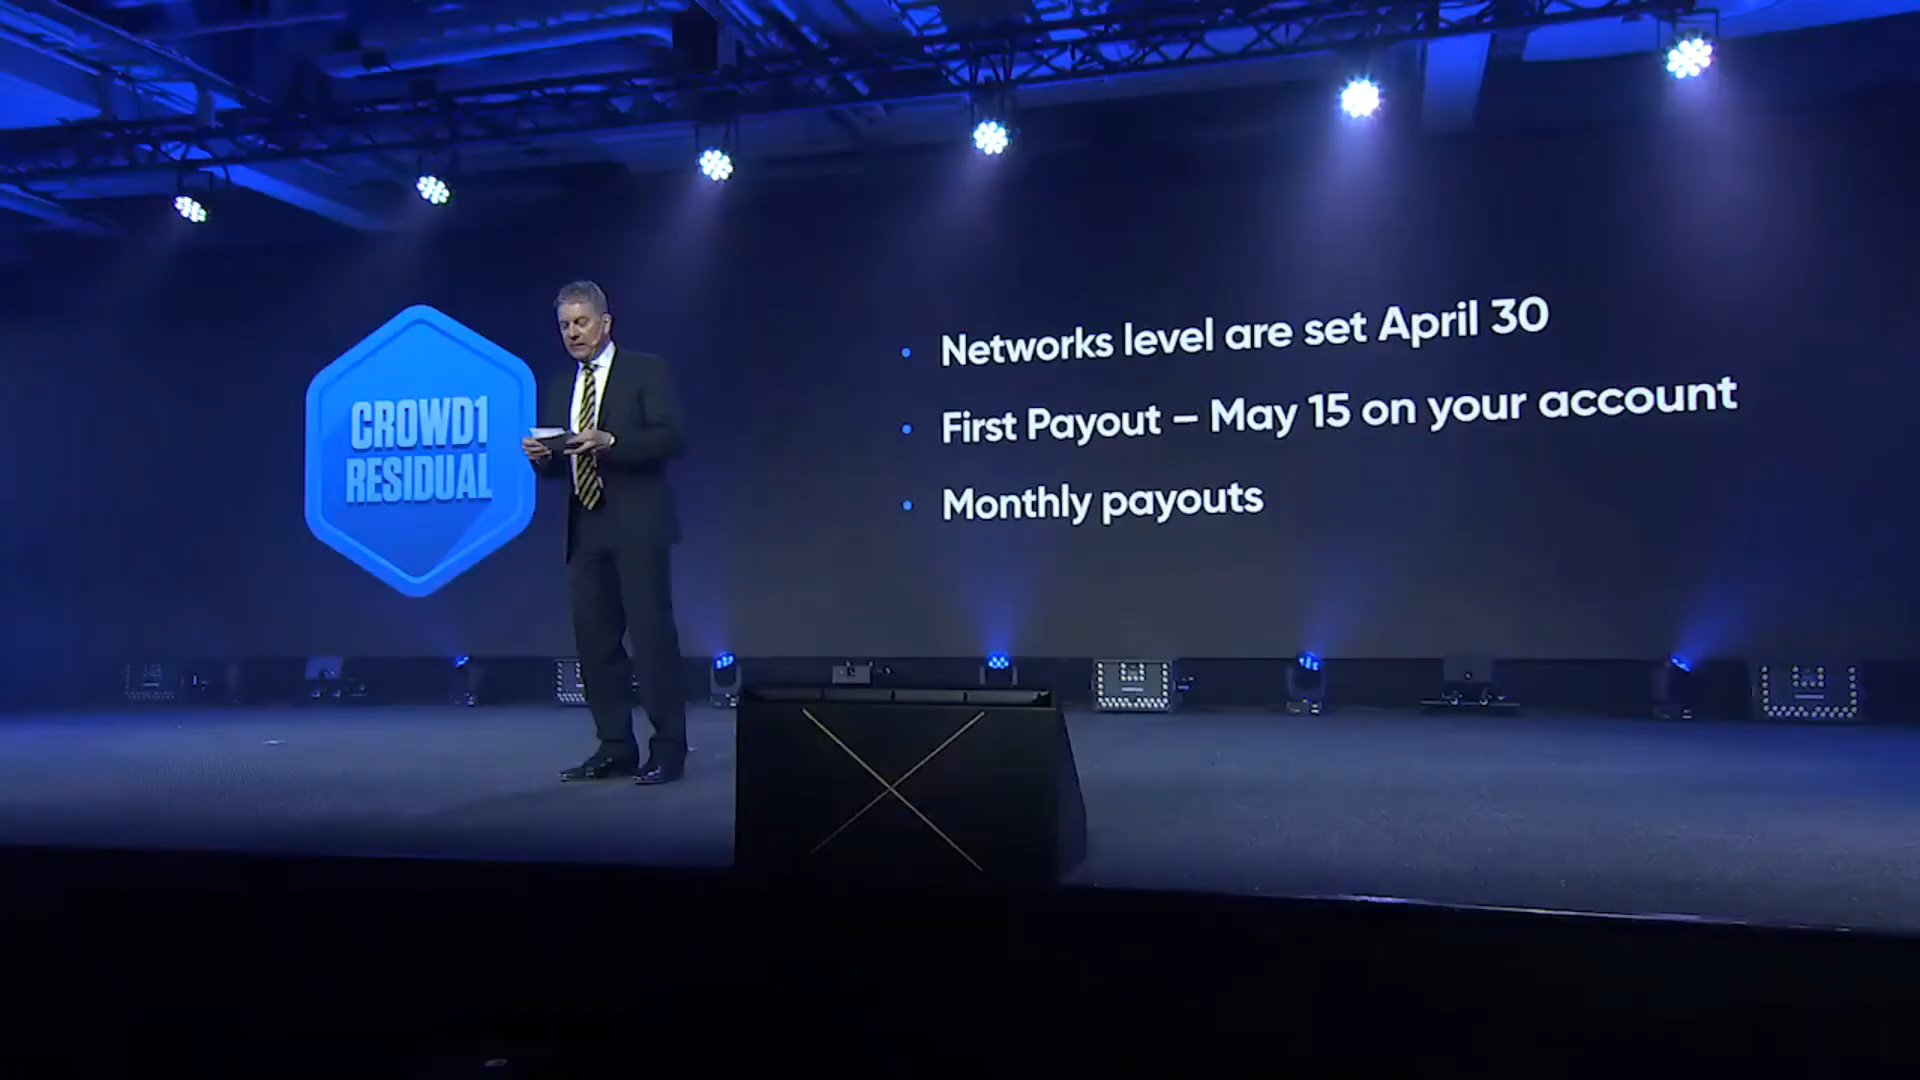 CROWD1
RESIDUAL
• Networks level are set April 30
• First Payout – May 15 on your account
• Monthly payouts